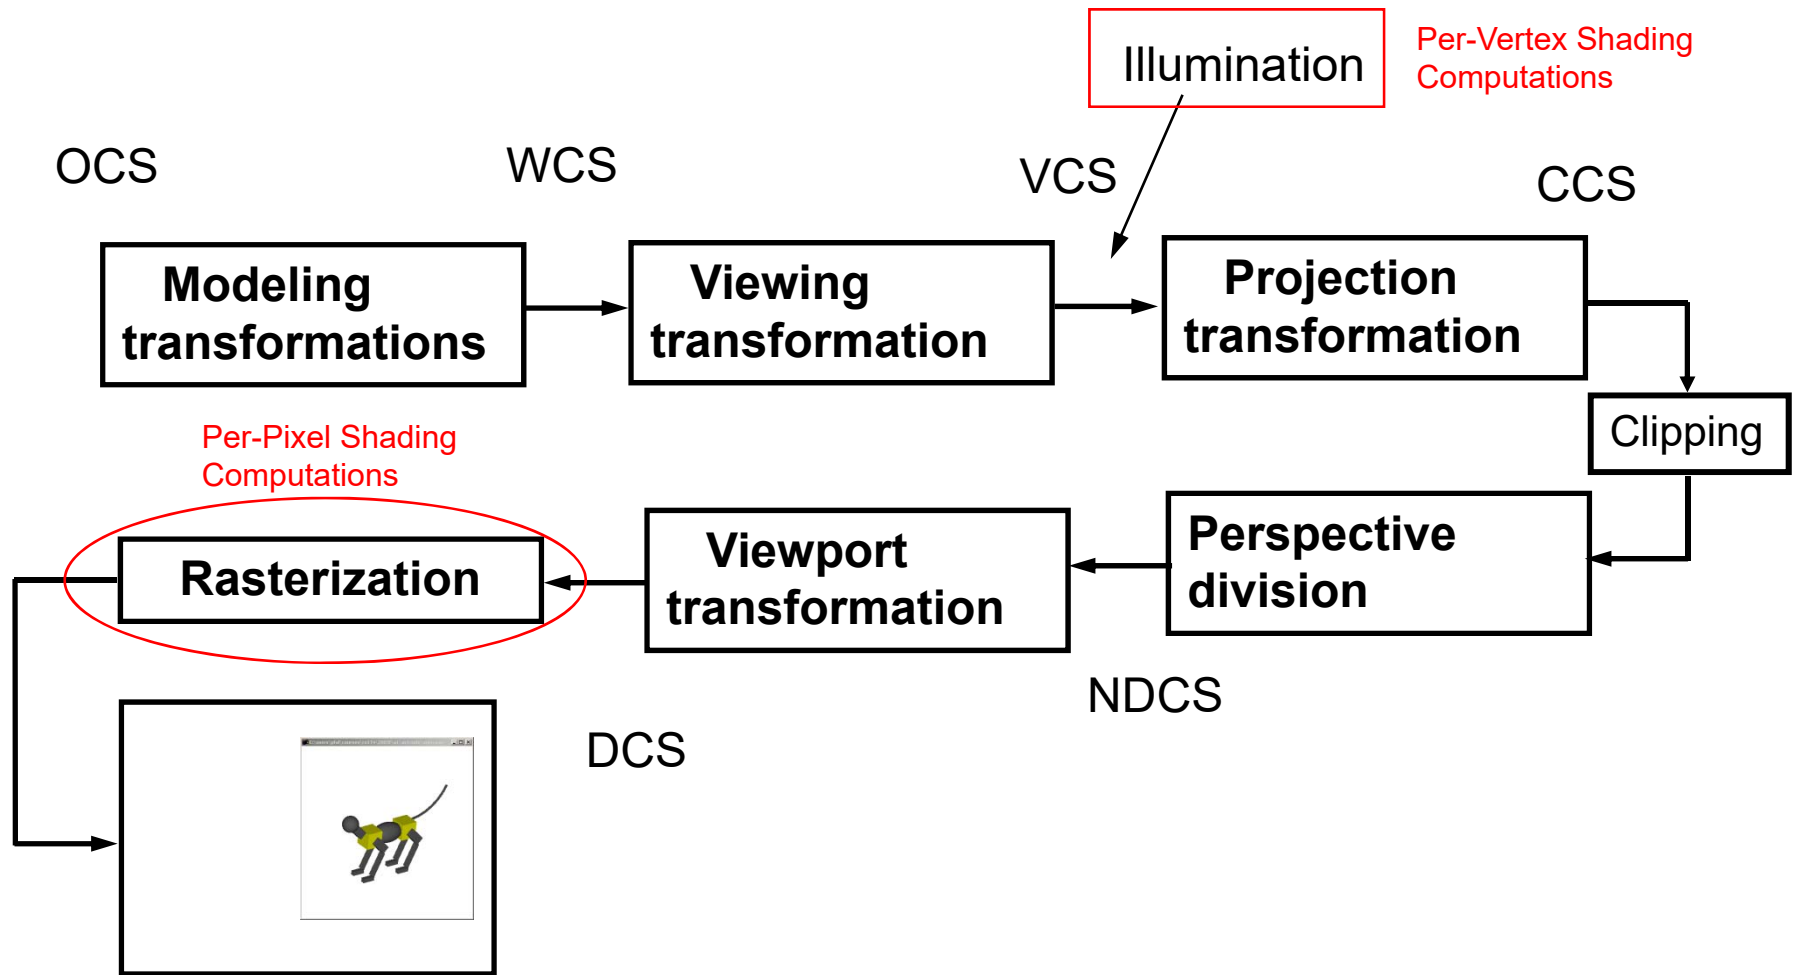 Illumination
Per-Vertex Shading
Computations
OCS
WCS
VCS
CCS
Modeling
transformations
Viewing
transformation
Projection
transformation
Clipping
Per-Pixel Shading
Computations
Rasterization
Viewport
transformation
Perspective
division
NDCS
DCS